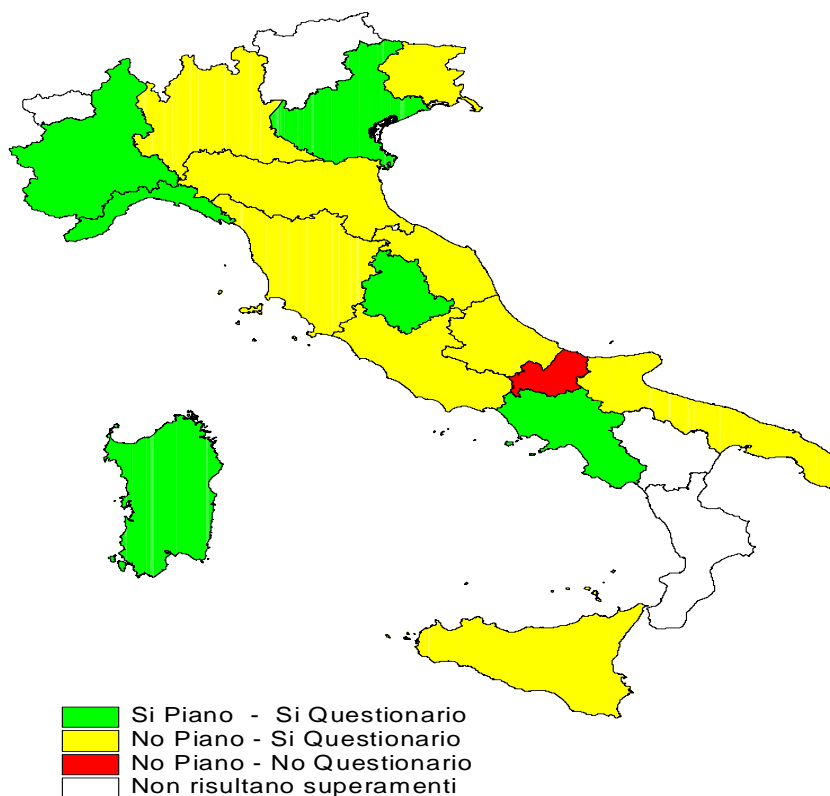 Si Piano - Si Questionario
No Piano - Si Questionario
No Piano - No Questionario
Non risultano superamenti